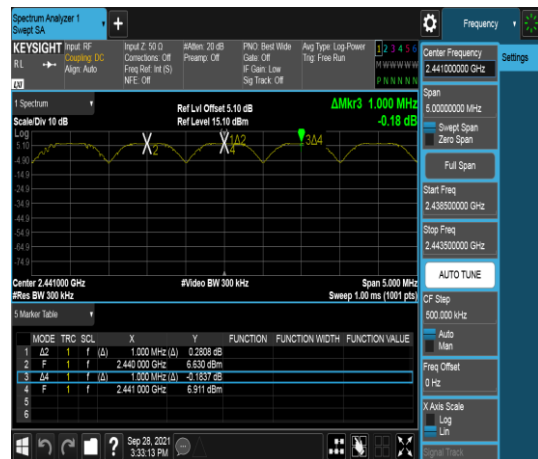 Spectrum Analyzer 1
Swept SA
+
Frequency
KEYSIGHT
RL
LXI
Input: RF
Coupling: DC
Align: Auto
Input Z: 50 Ω
Corrections: Off
Freq Ref: Int (S)
NFE: Off
#Atten: 20 dB
Preamp: Off
PNO: Best Wide
Gate: Off
IF Gain: Low
Sig Track: Off
Avg Type: Log-Power
Trig: Free Run
1 2 3 4 5 6
M W W W W W
P N N N N N
1 Spectrum
Scale/Div 10 dB
Ref Lvl Offset 5.10 dB
Ref Level 15.10 dBm
ΔMkr3 1.000 MHz
-0.18 dB
Log
5.10
-4.90
-14.9
-24.9
-34.9
-44.9
-54.9
-64.9
-74.9
2
1Δ2
4
3Δ4
Center 2.441000 GHz
#Res BW 300 kHz
#Video BW 300 kHz
Span 5.000 MHz
Sweep 1.00 ms (1001 pts)
5 Marker Table
MODE TRC SCL X Y FUNCTION FUNCTION WIDTH FUNCTION VALUE
1 Δ2 1 f (Δ) 1.000 MHz (Δ) 0.2808 dB
2 F 1 f 2.440 000 GHz 6.630 dBm
3 Δ4 1 f (Δ) 1.000 MHz (Δ) -0.1837 dB
4 F 1 f 2.441 000 GHz 6.911 dBm
5
6
Sep 28, 2021
3:33:13 PM
?
Center Frequency
2.441000000 GHz
Settings
Span
5.00000000 MHz
Swept Span
Zero Span
Full Span
Start Freq
2.438500000 GHz
Stop Freq
2.443500000 GHz
AUTO TUNE
CF Step
500.000 kHz
Auto
Man
Freq Offset
0 Hz
X Axis Scale
Log
Lin
Signal Track